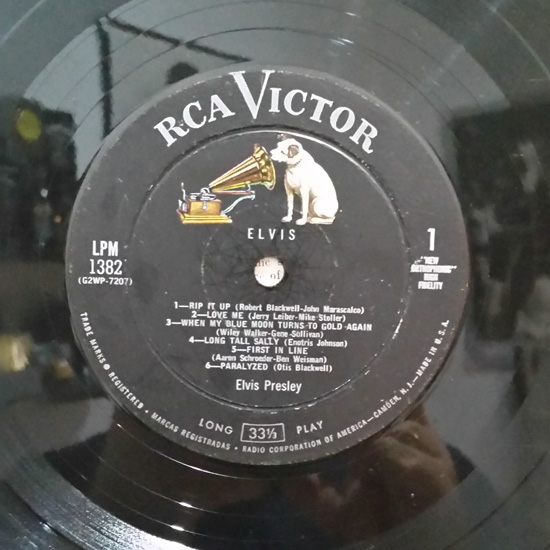 RCA VICTOR
ELVIS
LPM
1382
(G2WP-7207)
1
"NEW
ORTHOPHONIC"
HIGH
FIDELITY
of
1—RIP IT UP (Robert Blackwell-John Marascalco)
2—LOVE ME (Jerry Leiber-Mike Stoller)
3—WHEN MY BLUE MOON TURNS TO GOLD AGAIN
(Wiley Walker-Gene Sullivan)
4—LONG TALL SALLY (Enotris Johnson)
5—FIRST IN LINE
(Aaron Schroeder-Ben Weisman)
6—PARALYZED (Otis Blackwell)
Elvis Presley
LONG 33⅓ PLAY
TRADE MARKS ® REGISTERED • MARCAS REGISTRADAS • RADIO CORPORATION OF AMERICA—CAMDEN, N. J.—MADE IN U.S.A.